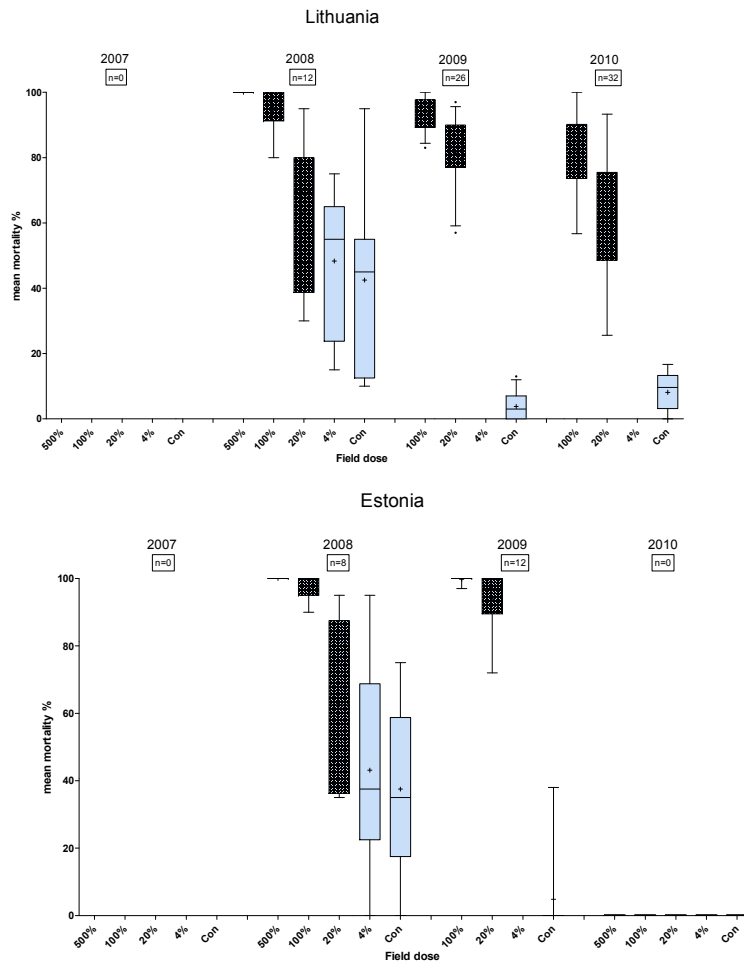 Lithuania
2007 2008 2009 2010
n=0 n=12 n=26 n=32
mean mortality %
100
80
60
40
20
0
500% 100% 20% 4% Con 500% 100% 20% 4% Con 100% 20% 4% Con 100% 20% 4% Con
Field dose
Estonia
2007 2008 2009 2010
n=0 n=8 n=12 n=0
mean mortality %
100
80
60
40
20
0
500% 100% 20% 4% Con 500% 100% 20% 4% Con 100% 20% 4% Con 500% 100% 20% 4% Con
Field dose